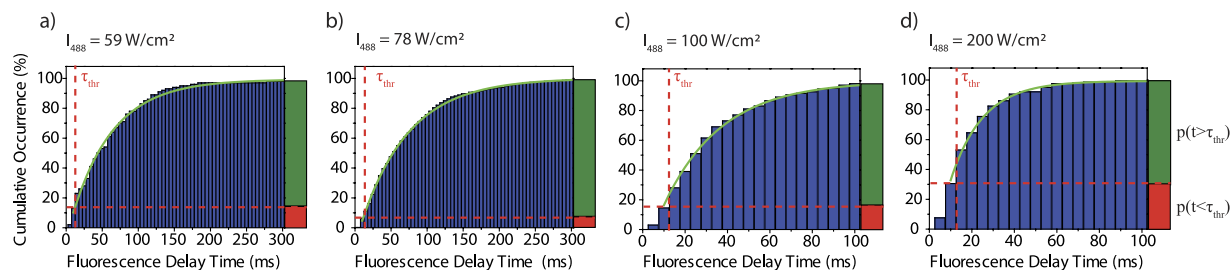 a)
I₄₈₈ = 59 W/cm²
Cumulative Occurrence (%)
100
80
60
40
20
0
τthr
0 50 100 150 200 250 300
Fluorescence Delay Time (ms)
b)
I₄₈₈ = 78 W/cm²
100
80
60
40
20
0
τthr
0 50 100 150 200 250 300
Fluorescence Delay Time (ms)
c)
I₄₈₈ = 100 W/cm²
100
80
60
40
20
0
τthr
0 20 40 60 80 100
Fluorescence Delay Time (ms)
d)
I₄₈₈ = 200 W/cm²
100
80
60
40
20
0
τthr
0 20 40 60 80 100
Fluorescence Delay Time (ms)
p(t>τthr)
p(t<τthr)